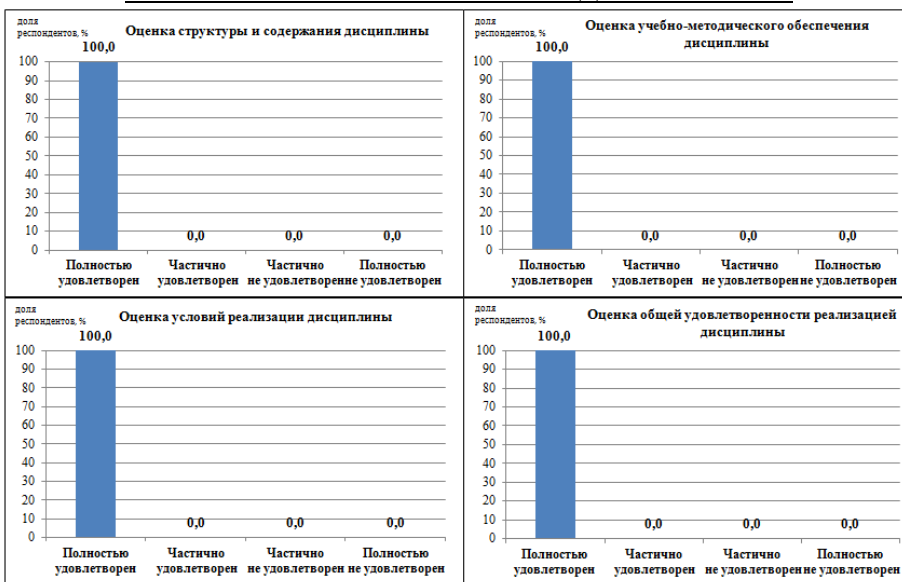 доля
респондентов, %
Оценка структуры и содержания дисциплины
100,0
100
90
80
70
60
50
40
30
20
10
0
0,0 0,0 0,0
Полностью удовлетворен
Частично удовлетворен
Частично не удовлетворен
Полностью не удовлетворен
доля
респондентов, %
Оценка учебно-методического обеспечения
дисциплины
100,0
100
90
80
70
60
50
40
30
20
10
0
0,0 0,0 0,0
Полностью удовлетворен
Частично удовлетворен
Частично не удовлетворен
Полностью не удовлетворен
доля
респондентов, %
Оценка условий реализации дисциплины
100,0
100
90
80
70
60
50
40
30
20
10
0
0,0 0,0 0,0
Полностью удовлетворен
Частично удовлетворен
Частично не удовлетворен
Полностью не удовлетворен
доля
респондентов, %
Оценка общей удовлетворенности реализацией
дисциплины
100,0
100
90
80
70
60
50
40
30
20
10
0
0,0 0,0 0,0
Полностью удовлетворен
Частично удовлетворен
Частично не удовлетворен
Полностью не удовлетворен